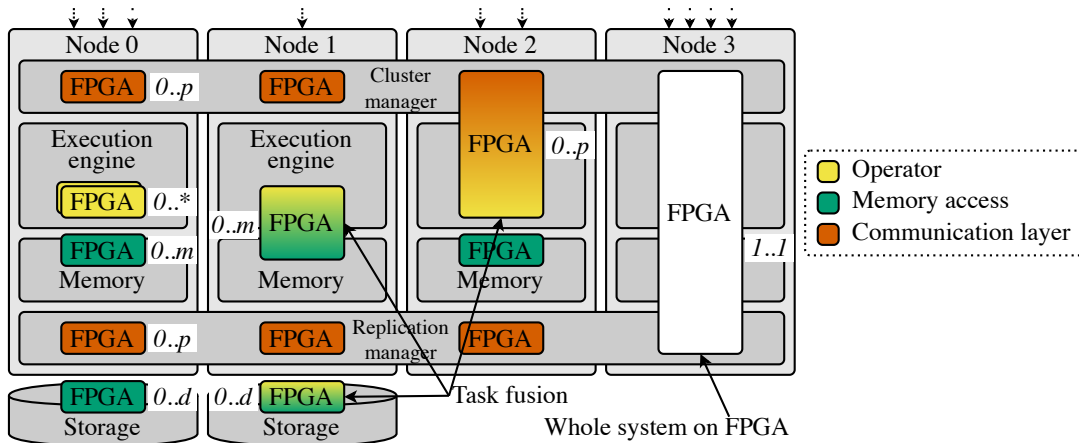 Node 0
Node 1
Node 2
Node 3
FPGA
0..p
FPGA
Cluster
manager
FPGA
0..p
FPGA
1..1
Execution
engine
FPGA
0..*
Execution
engine
FPGA
0..m
FPGA
0..m
Memory
Memory
FPGA
Memory
FPGA
0..p
FPGA
Replication
manager
FPGA
FPGA
0..d
Storage
0..d
FPGA
Storage
Task fusion
Whole system on FPGA
Operator
Memory access
Communication layer